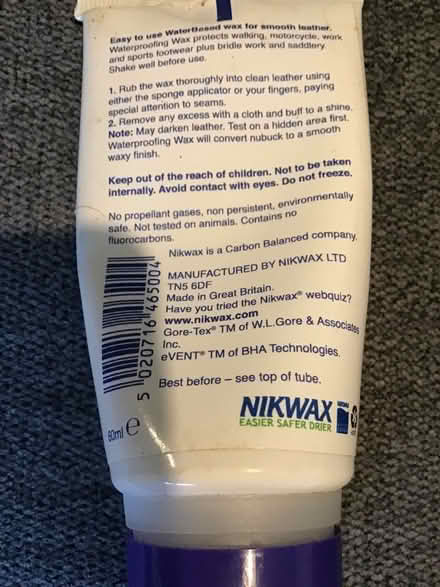 Easy to use WaterBased wax for smooth leather.
Waterproofing Wax protects walking, motorcycle, work
and sports footwear plus bridle work and saddlery.
Shake well before use.
1. Rub the wax thoroughly into clean leather using
either the sponge applicator or your fingers, paying
special attention to seams.
2. Remove any excess with a cloth and buff to a shine.
Note: May darken leather. Test on a hidden area first.
Waterproofing Wax will convert nubuck to a smooth
waxy finish.
Keep out of the reach of children. Not to be taken
internally. Avoid contact with eyes. Do not freeze.
No propellant gases, non persistent, environmentally
safe. Not tested on animals. Contains no
fluorocarbons.
Nikwax is a Carbon Balanced company.
MANUFACTURED BY NIKWAX LTD
TN5 6DF
Made in Great Britain.
Have you tried the Nikwax® webquiz?
www.nikwax.com
Gore-Tex® TM of W.L.Gore & Associates
Inc.
eVENT® TM of BHA Technologies.
Best before – see top of tube.
5 020716 465004
60ml e
NIKWAX
EASIER SAFER DRIER